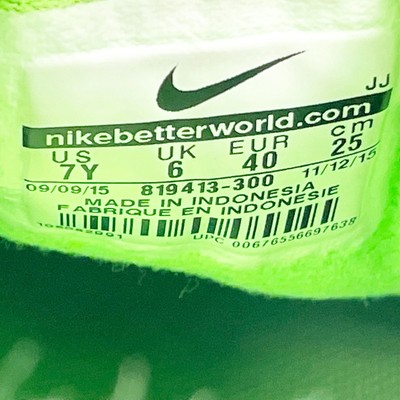 JJ
nikebetterworld.com
US UK EUR cm
7Y 6 40 25
09/09/15 819413-300 11/12/15
MADE IN INDONESIA
FABRIQUE EN INDONESIE
UPC 00676556697638